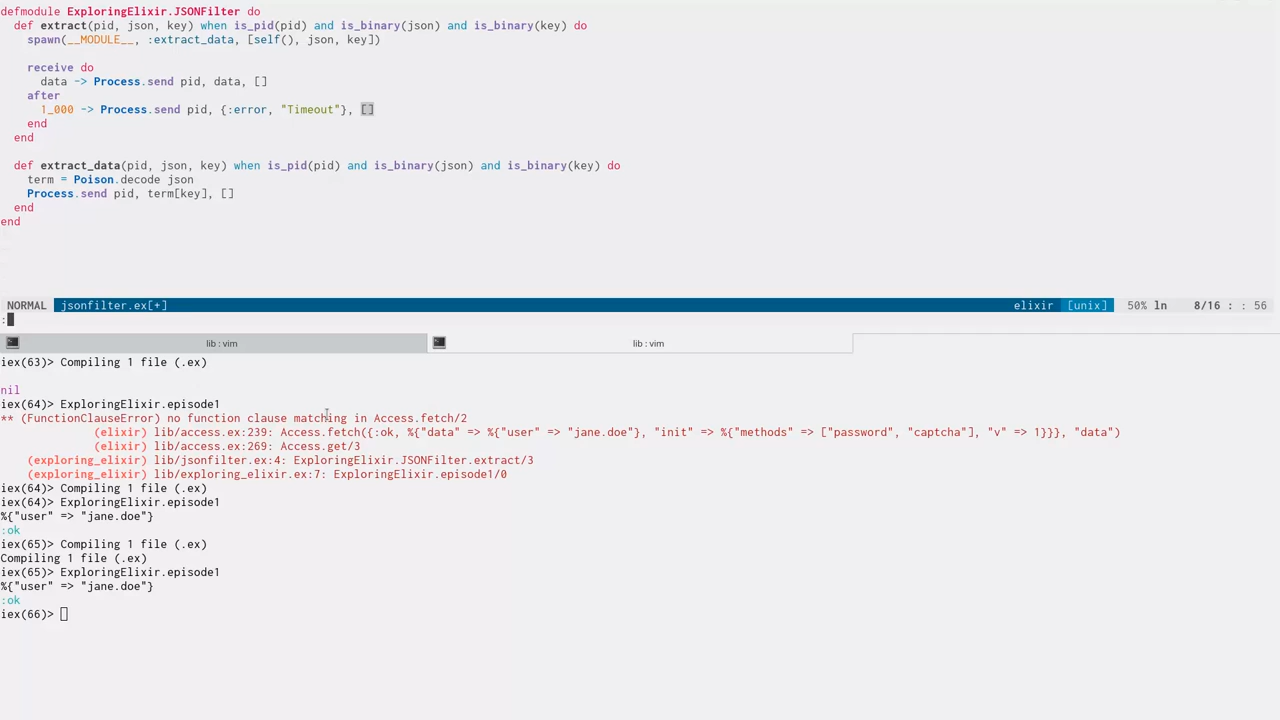 defmodule ExploringElixir.JSONFilter do
  def extract(pid, json, key) when is_pid(pid) and is_binary(json) and is_binary(key) do
    spawn(__MODULE__, :extract_data, [self(), json, key])
    receive do
      data -> Process.send pid, data, []
    after
      1_000 -> Process.send pid, {:error, "Timeout"}, []
    end
  end
  def extract_data(pid, json, key) when is_pid(pid) and is_binary(json) and is_binary(key) do
    term = Poison.decode json
    Process.send pid, term[key], []
  end
end
NORMAL jsonfilter.ex[+] elixir [unix] 50% ln 8/16 : : 56
:
lib : vim lib : vim
iex(63)> Compiling 1 file (.ex)
nil
iex(64)> ExploringElixir.episode1
** (FunctionClauseError) no function clause matching in Access.fetch/2
              (elixir) lib/access.ex:239: Access.fetch({:ok, %{"data" => %{"user" => "jane.doe"}, "init" => %{"methods" => ["password", "captcha"], "v" => 1}}}, "data")
              (elixir) lib/access.ex:269: Access.get/3
    (exploring_elixir) lib/jsonfilter.ex:4: ExploringElixir.JSONFilter.extract/3
    (exploring_elixir) lib/exploring_elixir.ex:7: ExploringElixir.episode1/0
iex(64)> Compiling 1 file (.ex)
iex(64)> ExploringElixir.episode1
%{"user" => "jane.doe"}
:ok
iex(65)> Compiling 1 file (.ex)
Compiling 1 file (.ex)
iex(65)> ExploringElixir.episode1
%{"user" => "jane.doe"}
:ok
iex(66)>